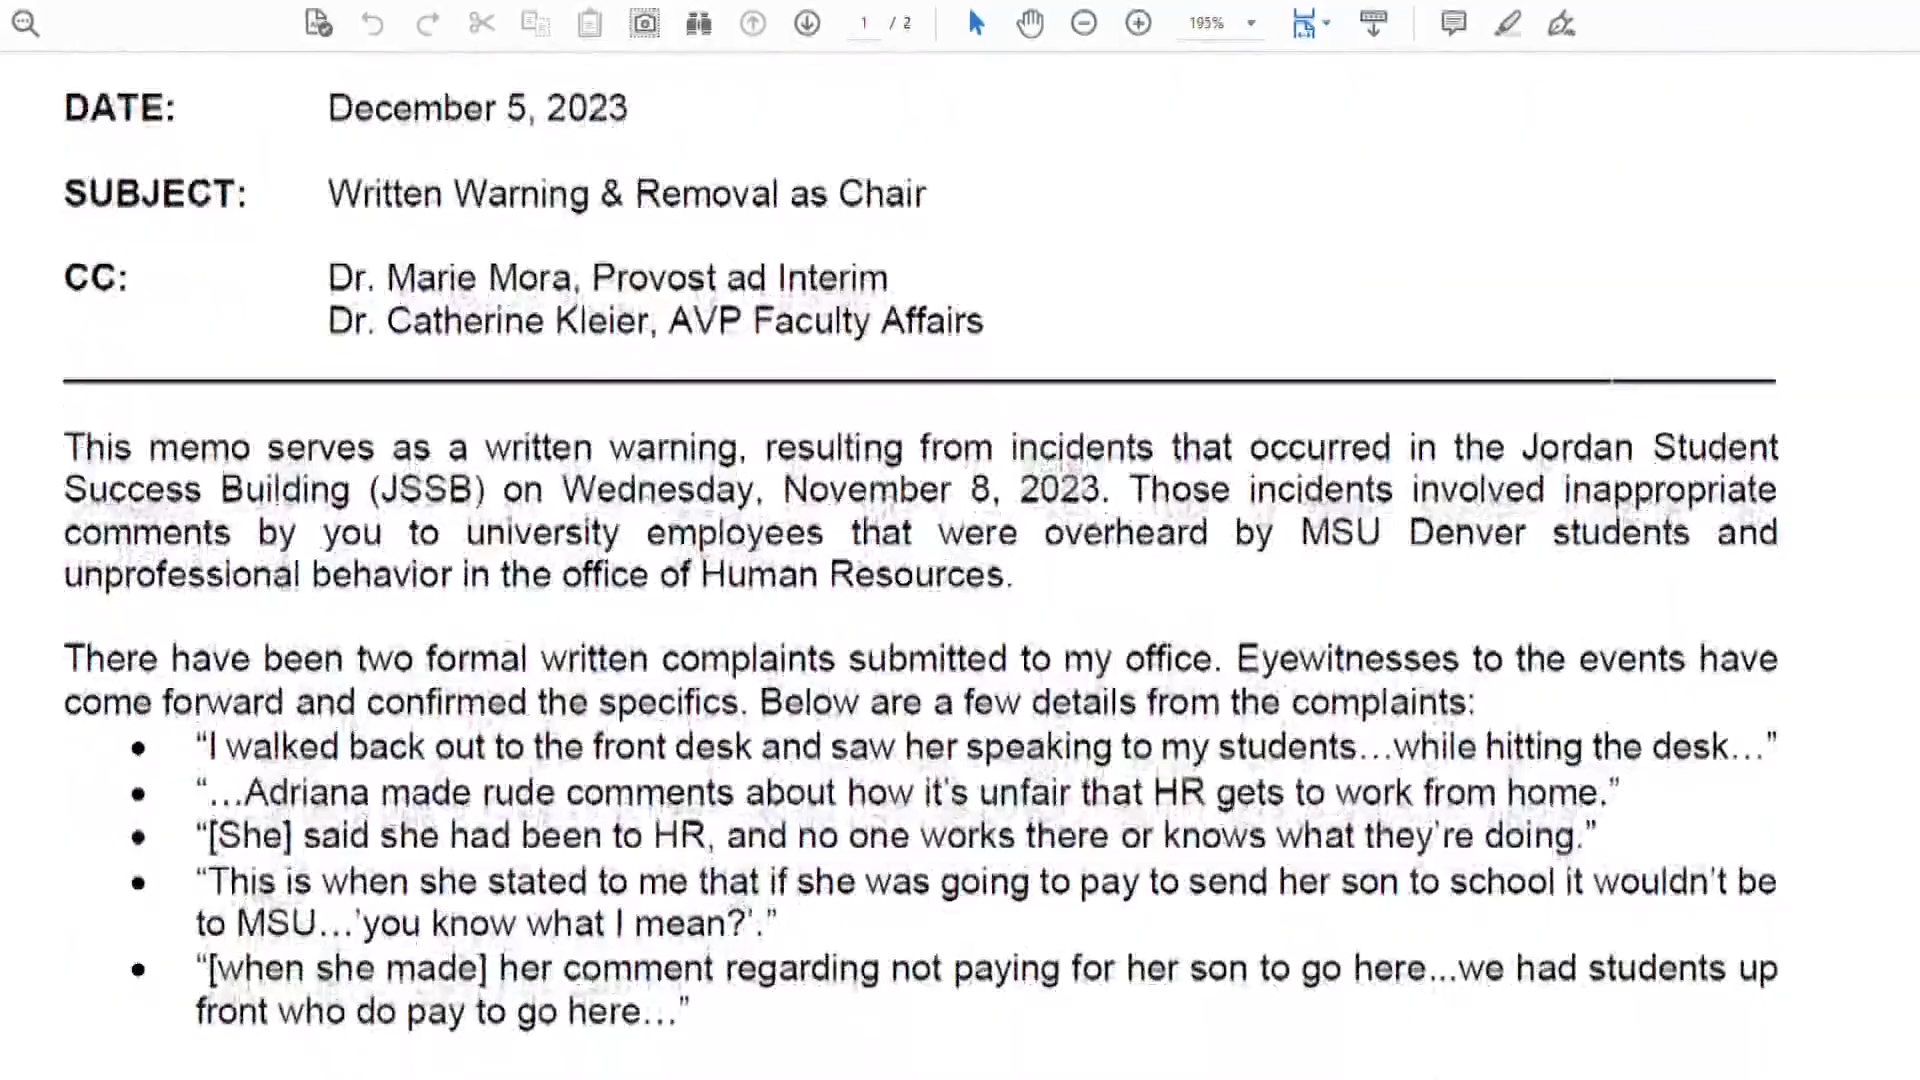 1 / 2 195%
DATE: December 5, 2023
SUBJECT: Written Warning & Removal as Chair
CC: Dr. Marie Mora, Provost ad Interim
Dr. Catherine Kleier, AVP Faculty Affairs
This memo serves as a written warning, resulting from incidents that occurred in the Jordan Student
Success Building (JSSB) on Wednesday, November 8, 2023. Those incidents involved inappropriate
comments by you to university employees that were overheard by MSU Denver students and
unprofessional behavior in the office of Human Resources.
There have been two formal written complaints submitted to my office. Eyewitnesses to the events have
come forward and confirmed the specifics. Below are a few details from the complaints:
• “I walked back out to the front desk and saw her speaking to my students…while hitting the desk…”
• “…Adriana made rude comments about how it's unfair that HR gets to work from home.”
• “[She] said she had been to HR, and no one works there or knows what they're doing.”
• “This is when she stated to me that if she was going to pay to send her son to school it wouldn't be
to MSU…'you know what I mean?'.”
• “[when she made] her comment regarding not paying for her son to go here…we had students up
front who do pay to go here…”